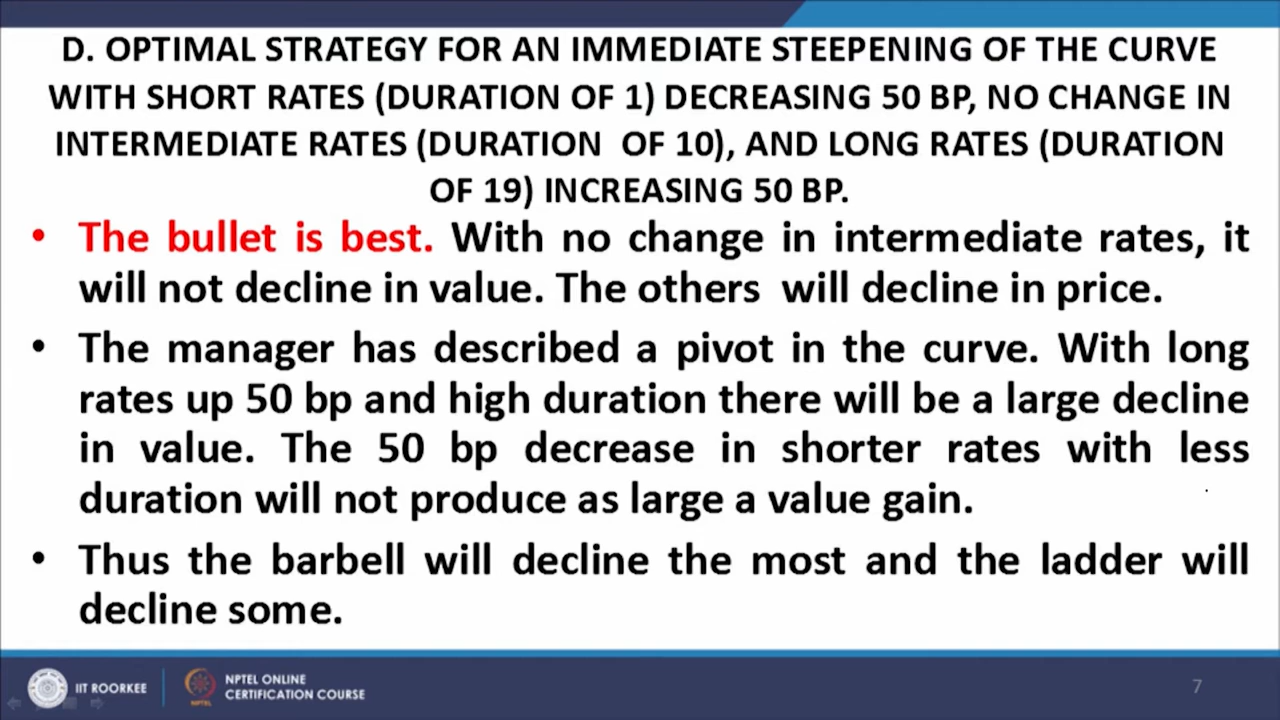 D. OPTIMAL STRATEGY FOR AN IMMEDIATE STEEPENING OF THE CURVE
WITH SHORT RATES (DURATION OF 1) DECREASING 50 BP, NO CHANGE IN
INTERMEDIATE RATES (DURATION OF 10), AND LONG RATES (DURATION
OF 19) INCREASING 50 BP.
• The bullet is best. With no change in intermediate rates, it
will not decline in value. The others will decline in price.
• The manager has described a pivot in the curve. With long
rates up 50 bp and high duration there will be a large decline
in value. The 50 bp decrease in shorter rates with less
duration will not produce as large a value gain.
• Thus the barbell will decline the most and the ladder will
decline some.
IIT ROORKEE
NPTEL ONLINE
CERTIFICATION COURSE
NPTEL
7